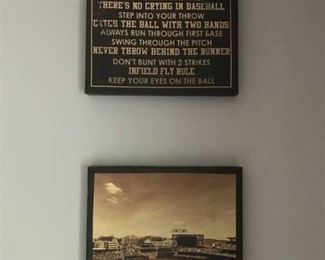 THERE'S NO CRYING IN BASEBALL
STEP INTO YOUR THROW
CATCH THE BALL WITH TWO HANDS
ALWAYS RUN THROUGH FIRST BASE
SWING THROUGH THE PITCH
NEVER THROW BEHIND THE RUNNER
DON'T BUNT WITH 2 STRIKES
INFIELD FLY RULE
KEEP YOUR EYES ON THE BALL